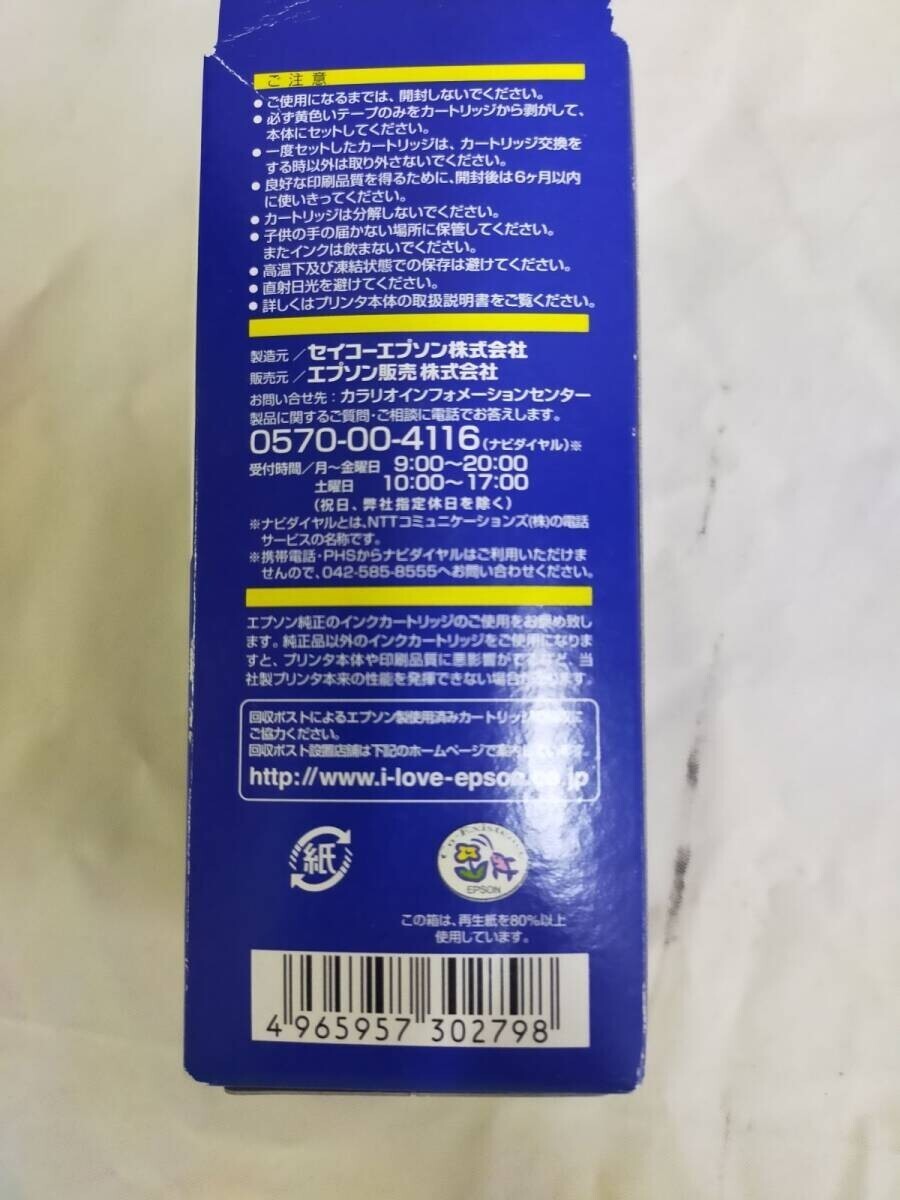 ご注意
●ご使用になるまでは、開封しないでください。
●必ず黄色いテープのみをカートリッジから剥がして、
本体にセットしてください。
●一度セットしたカートリッジは、カートリッジ交換を
する時以外は取り外さないでください。
●良好な印刷品質を得るために、開封後は6ヶ月以内
に使いきってください。
●カートリッジは分解しないでください。
●子供の手の届かない場所に保管してください。
またインクは飲まないでください。
●高温下及び凍結状態での保存は避けてください。
●直射日光を避けてください。
●詳しくはプリンタ本体の取扱説明書をご覧ください。
製造元／セイコーエプソン株式会社
販売元／エプソン販売株式会社
お問い合せ先：カラリオインフォメーションセンター
製品に関するご質問・ご相談に電話でお答えします。
0570-00-4116(ナビダイヤル)※
受付時間／月～金曜日 9:00～20:00
土曜日 10:00～17:00
(祝日、弊社指定休日を除く)
※ナビダイヤルとは、NTTコミュニケーションズ(株)の電話
サービスの名称です。
※携帯電話・PHSからナビダイヤルはご利用いただけま
せんので、042-585-8555へお問い合わせください。
エプソン純正のインクカートリッジのご使用をお奨め致し
ます。純正品以外のインクカートリッジをご使用になりま
すと、プリンタ本体や印刷品質に悪影響がでるなど、当
社製プリンタ本来の性能を発揮できない場合があります。
回収ポストによるエプソン製使用済みカートリッジ
ご協力ください。
回収ポスト設置店舗は下記のホームページで案内しています。
http://www.i-love-epson.co.jp
紙
Co-Existence
EPSON
この箱は、再生紙を80%以上
使用しています。
4 965957 302798